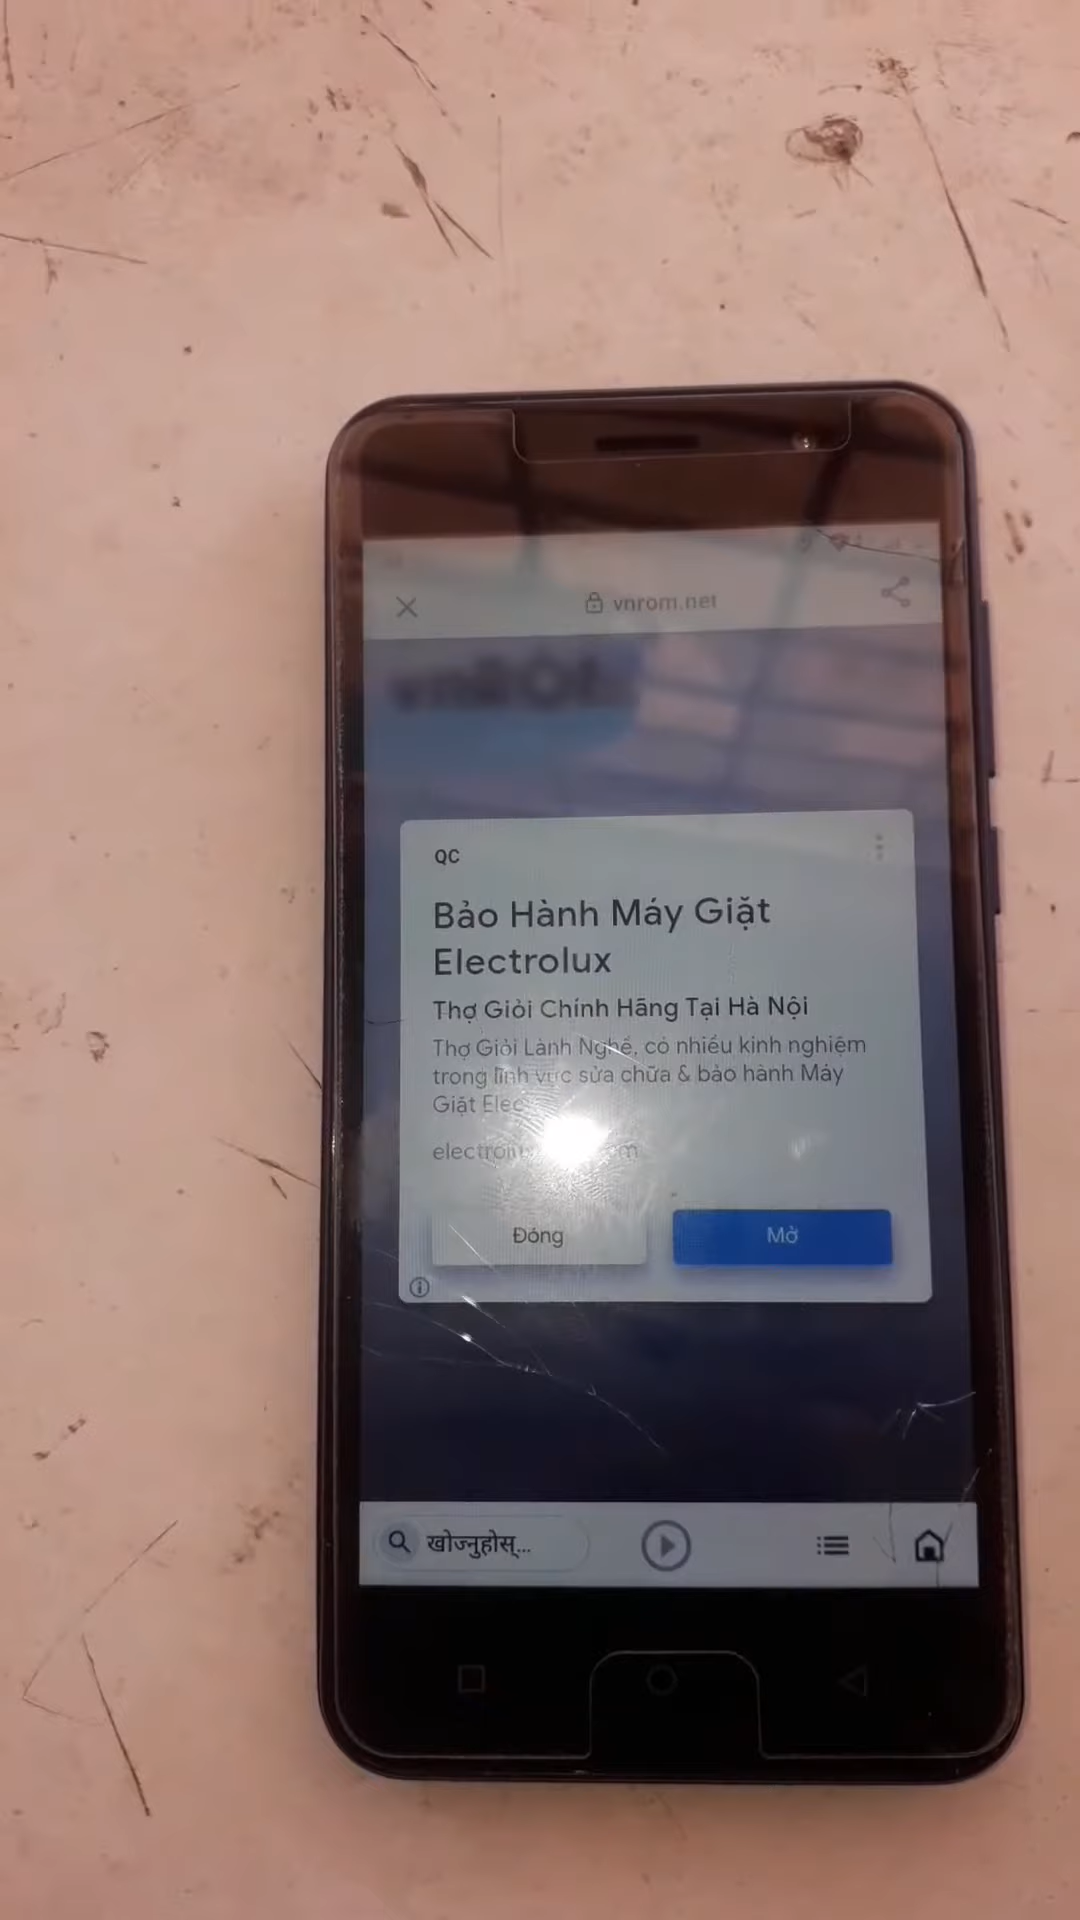 vnrom.net
QC
Bảo Hành Máy Giặt
Electrolux
Thợ Giỏi Chính Hãng Tại Hà Nội
Thợ Giỏi Lành Nghề, có nhiều kinh nghiệm
trong lĩnh vực sửa chữa & bảo hành Máy
Giặt Elec
Đóng
Mở
खोज्नुहोस्...